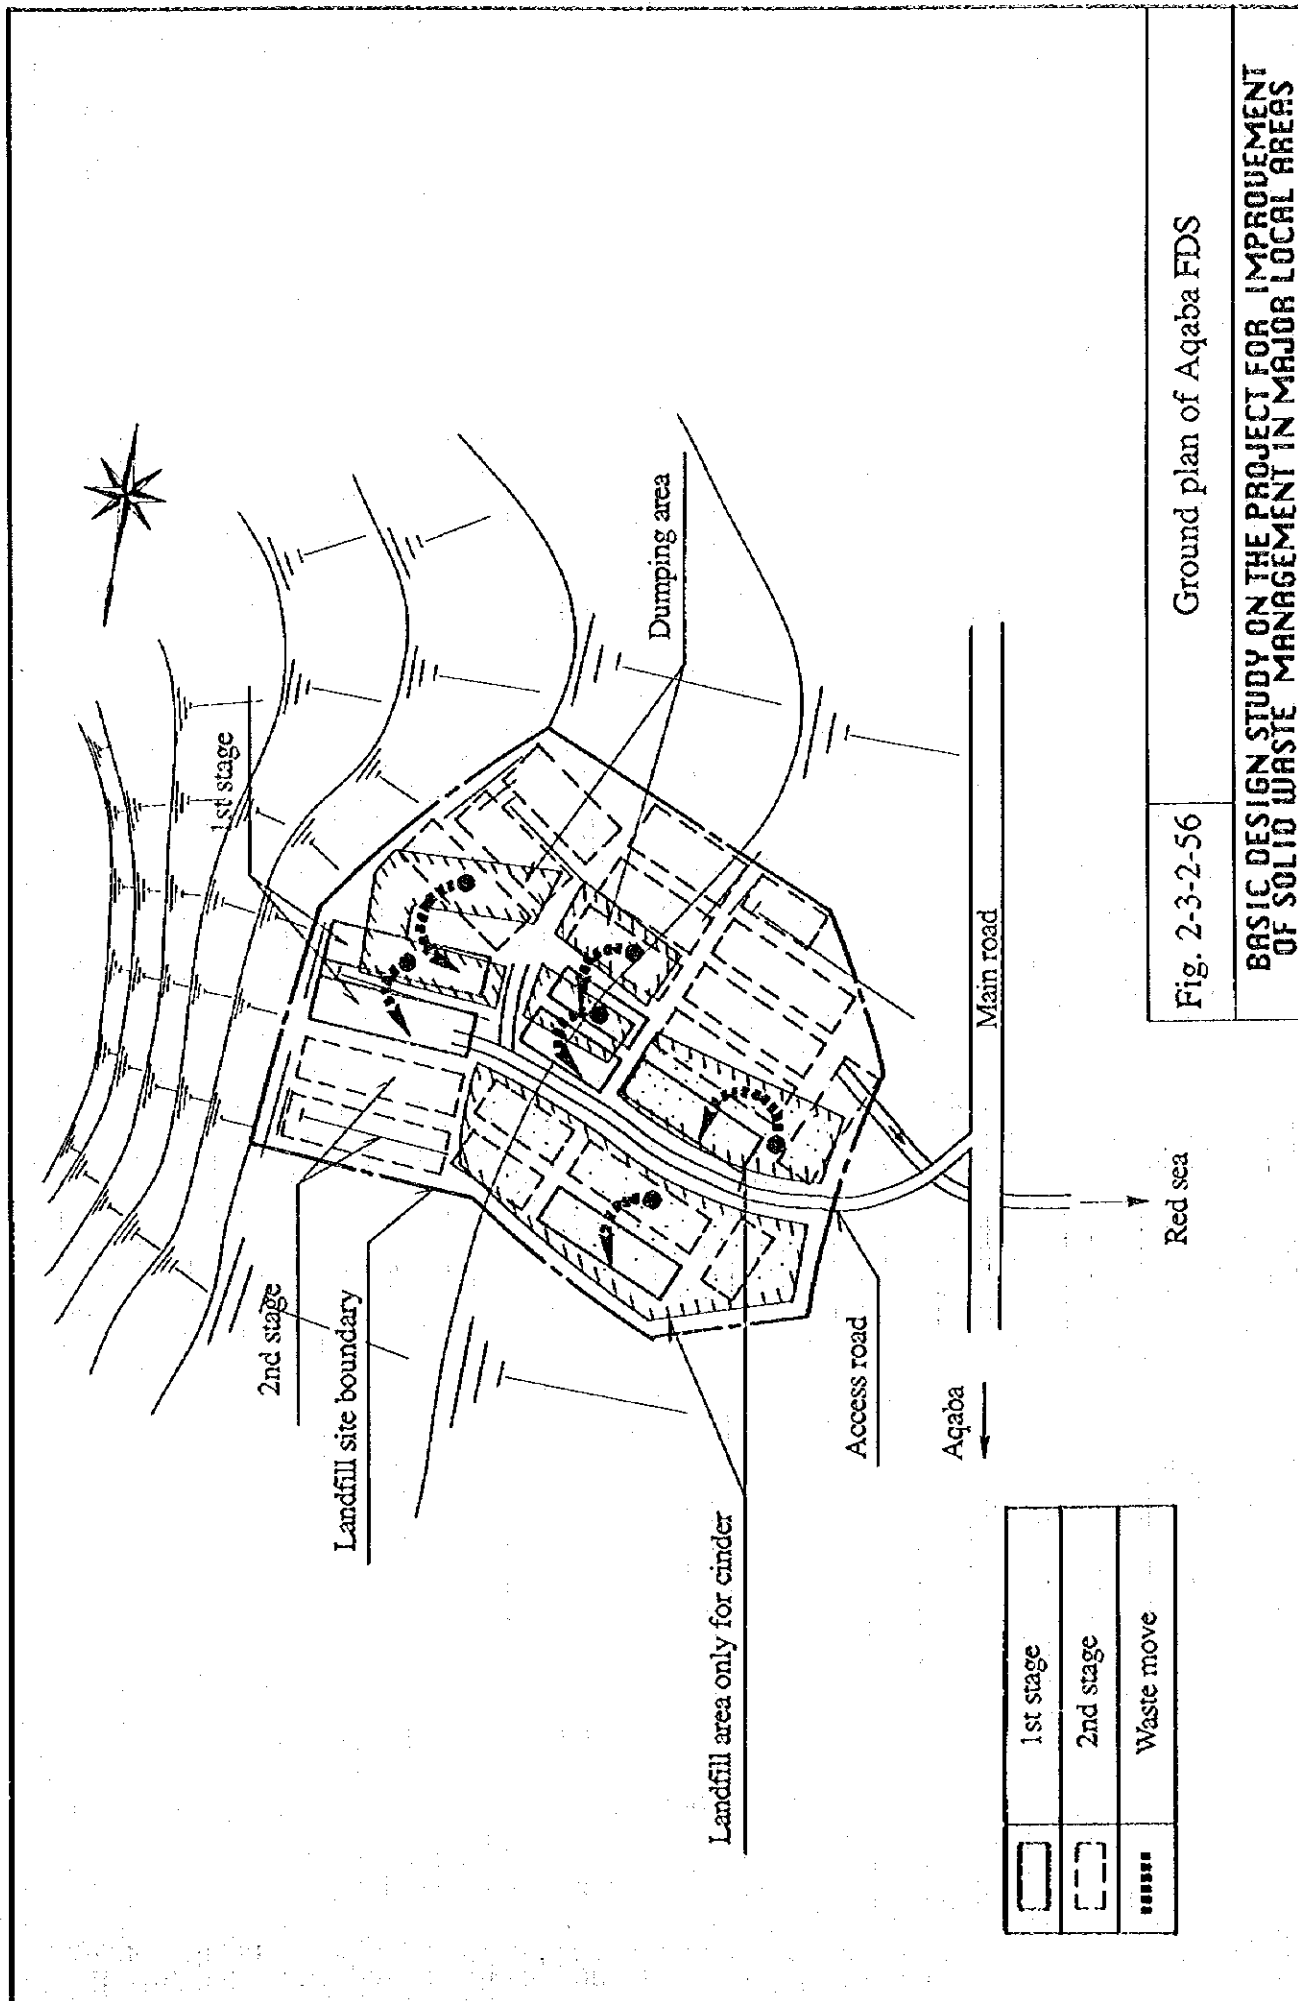 1st stage
Dumping area
2nd stage
Landfill site boundary
Landfill area only for cinder
Access road
Main road
Aqaba
Red sea
1st stage
2nd stage
Waste move
Fig. 2-3-2-56
Ground plan of Aqaba FDS
BASIC DESIGN STUDY ON THE PROJECT FOR IMPROVEMENT
OF SOLID WASTE MANAGEMENT IN MAJOR LOCAL AREAS